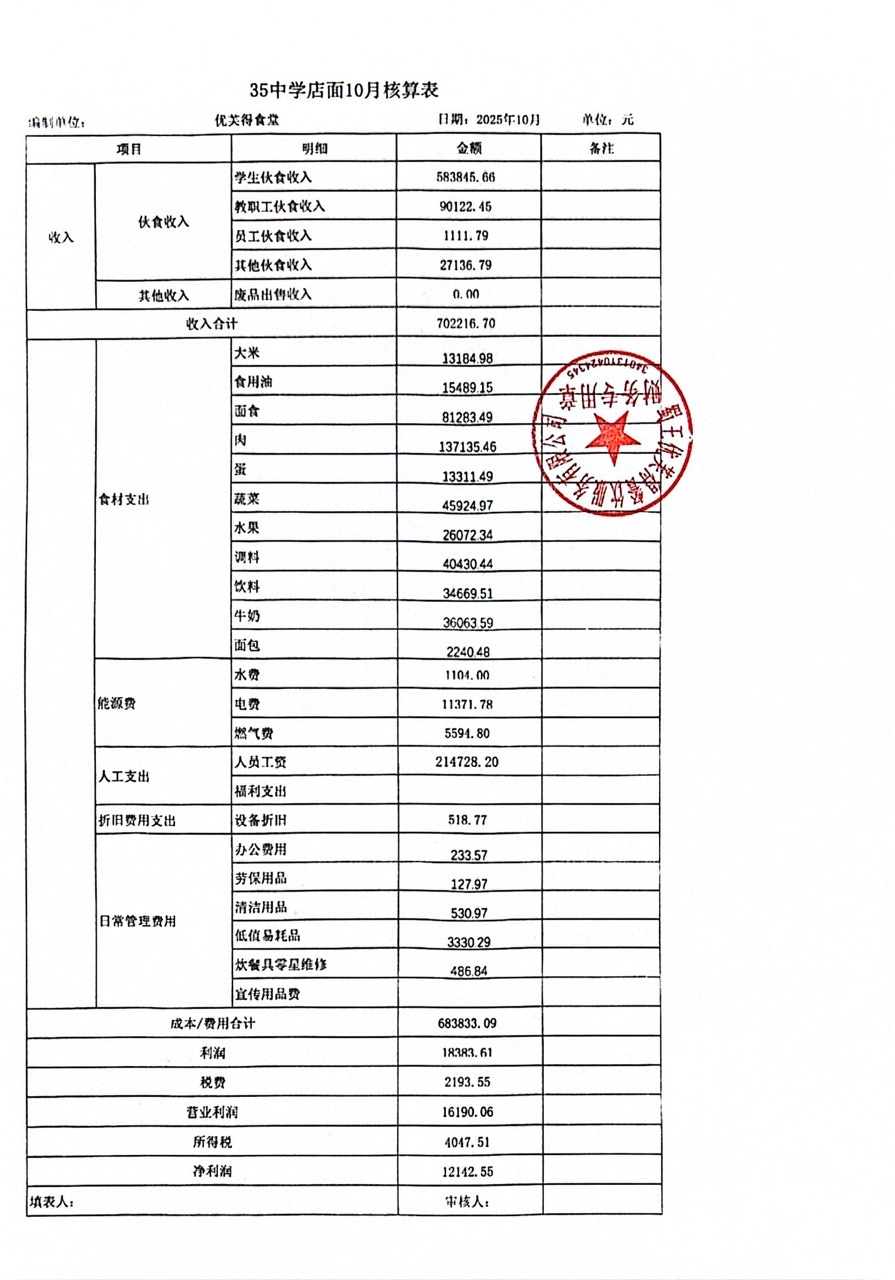 35中学店面10月核算表
编制单位： 优芙得食堂 日期：2025年10月 单位：元
项目 明细 金额 备注
收入 伙食收入 学生伙食收入 583845.66
教职工伙食收入 90122.45
员工伙食收入 1111.79
其他伙食收入 27136.79
其他收入 废品出售收入 0.00
收入合计 702216.70
食材支出 大米 13184.98
食用油 15489.15
面食 81283.49
肉 137135.46
蛋 13311.49
蔬菜 45924.97
水果 26072.34
调料 40430.44
饮料 34669.51
牛奶 36063.59
面包 2240.48
能源费 水费 1104.00
电费 11371.78
燃气费 5594.80
人工支出 人员工资 214728.20
福利支出
折旧费用支出 设备折旧 518.77
日常管理费用 办公费用 233.57
劳保用品 127.97
清洁用品 530.97
低值易耗品 3330.29
炊餐具零星维修 486.84
宣传用品费
成本/费用合计 683833.09
利润 18383.61
税费 2193.55
营业利润 16190.06
所得税 4047.51
净利润 12142.55
填表人： 审核人：
优芙得餐饮服务有限公司
财务专用章